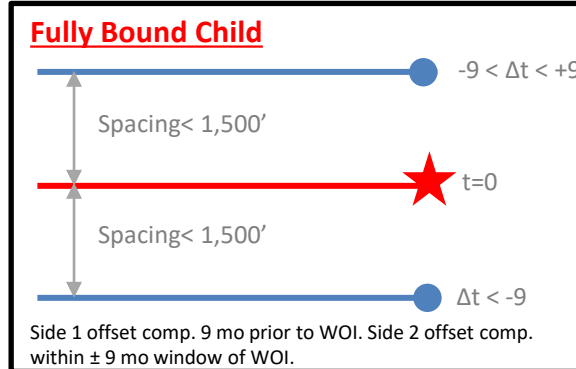 Fully Bound Child
-9 < Δt < +9
Spacing< 1,500’
t=0
Spacing< 1,500’
Δt < -9
Side 1 offset comp. 9 mo prior to WOI. Side 2 offset comp.
within ± 9 mo window of WOI.